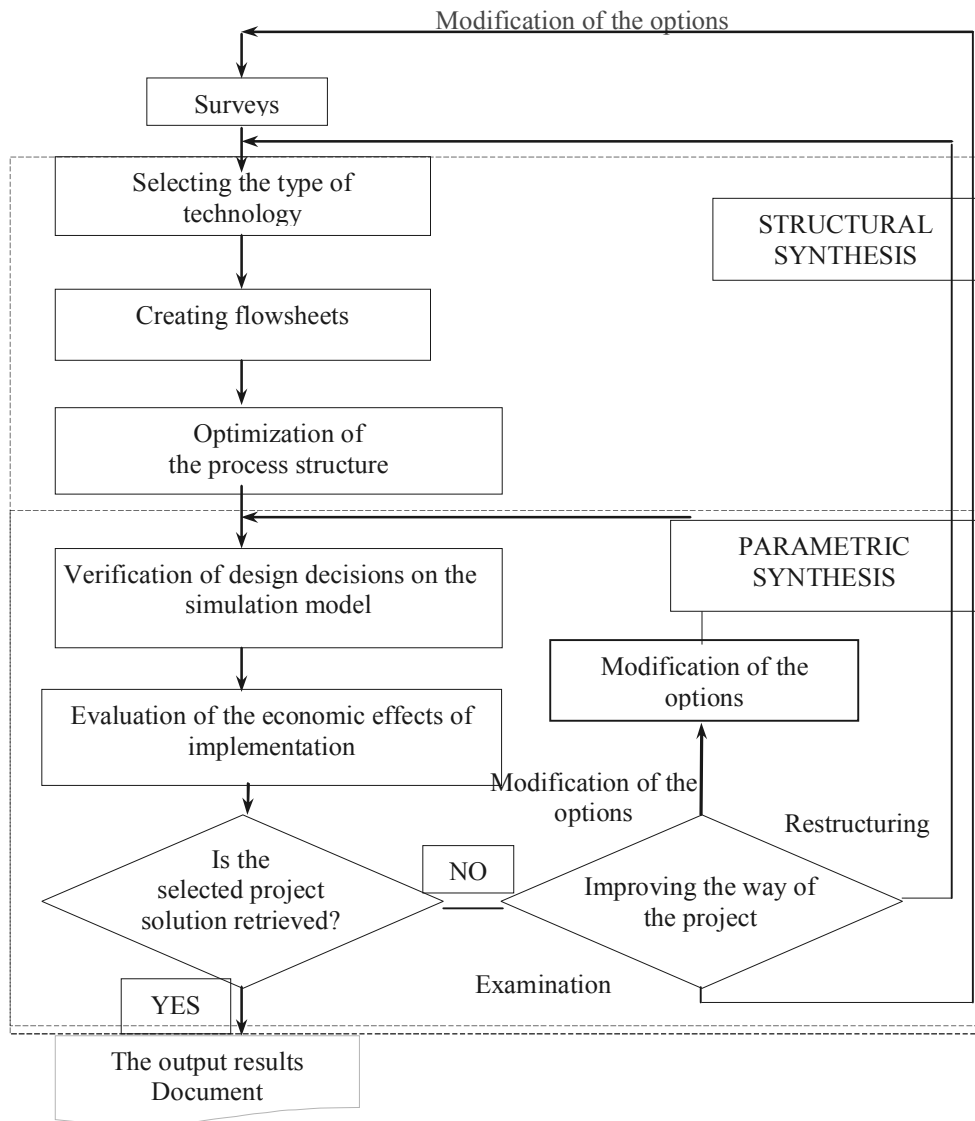 Modification of the options
Surveys
Selecting the type of
technology
STRUCTURAL
SYNTHESIS
Creating flowsheets
Optimization of
the process structure
PARAMETRIC
SYNTHESIS
Verification of design decisions on the
simulation model
Modification of the
options
Evaluation of the economic effects of
implementation
Modification of the
options
Restructuring
Is the
selected project
solution retrieved?
NO
Improving the way of
the project
Examination
YES
The output results
Document